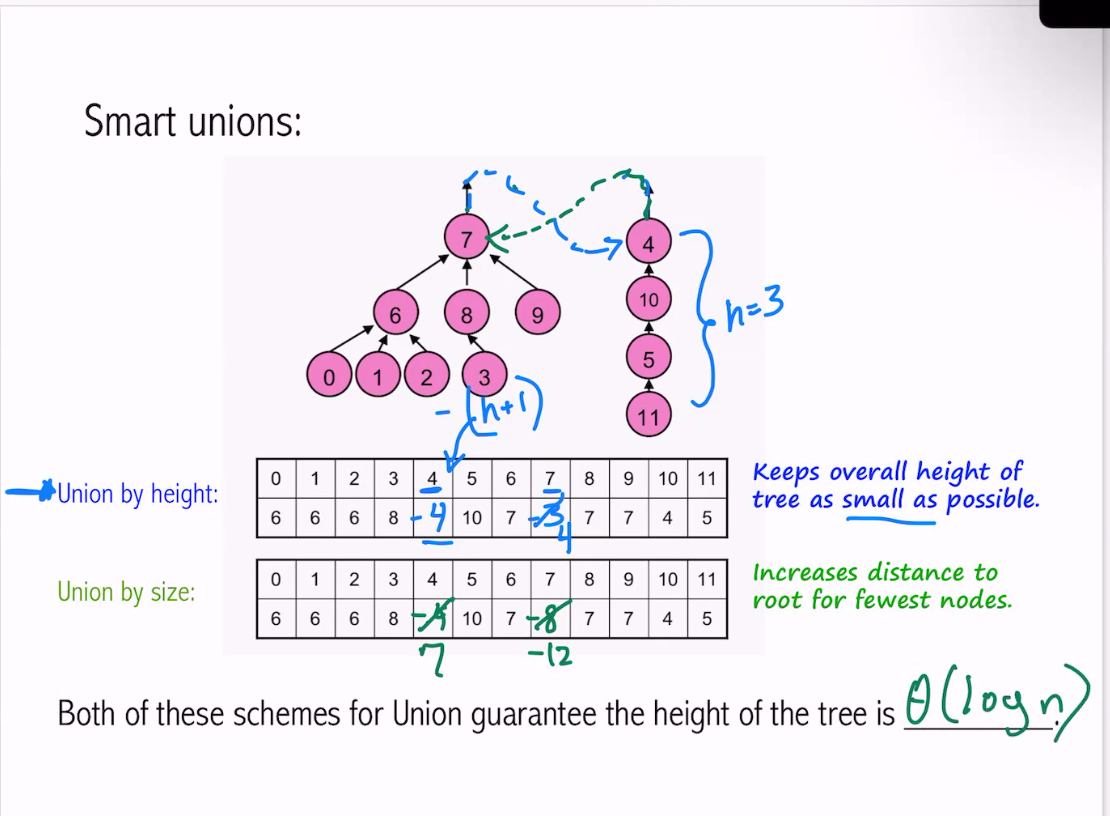 Smart unions:
7
4
6 8 9
10
0 1 2 3
5
11
h=3
-(h+1)
Union by height:
0 1 2 3 4 5 6 7 8 9 10 11
6 6 6 8 -4 10 7 -3 7 7 4 5
4
Keeps overall height of
tree as small as possible.
Union by size:
0 1 2 3 4 5 6 7 8 9 10 11
6 6 6 8 -4 10 7 -8 7 7 4 5
7 -12
Increases distance to
root for fewest nodes.
Both of these schemes for Union guarantee the height of the tree is θ(log n).